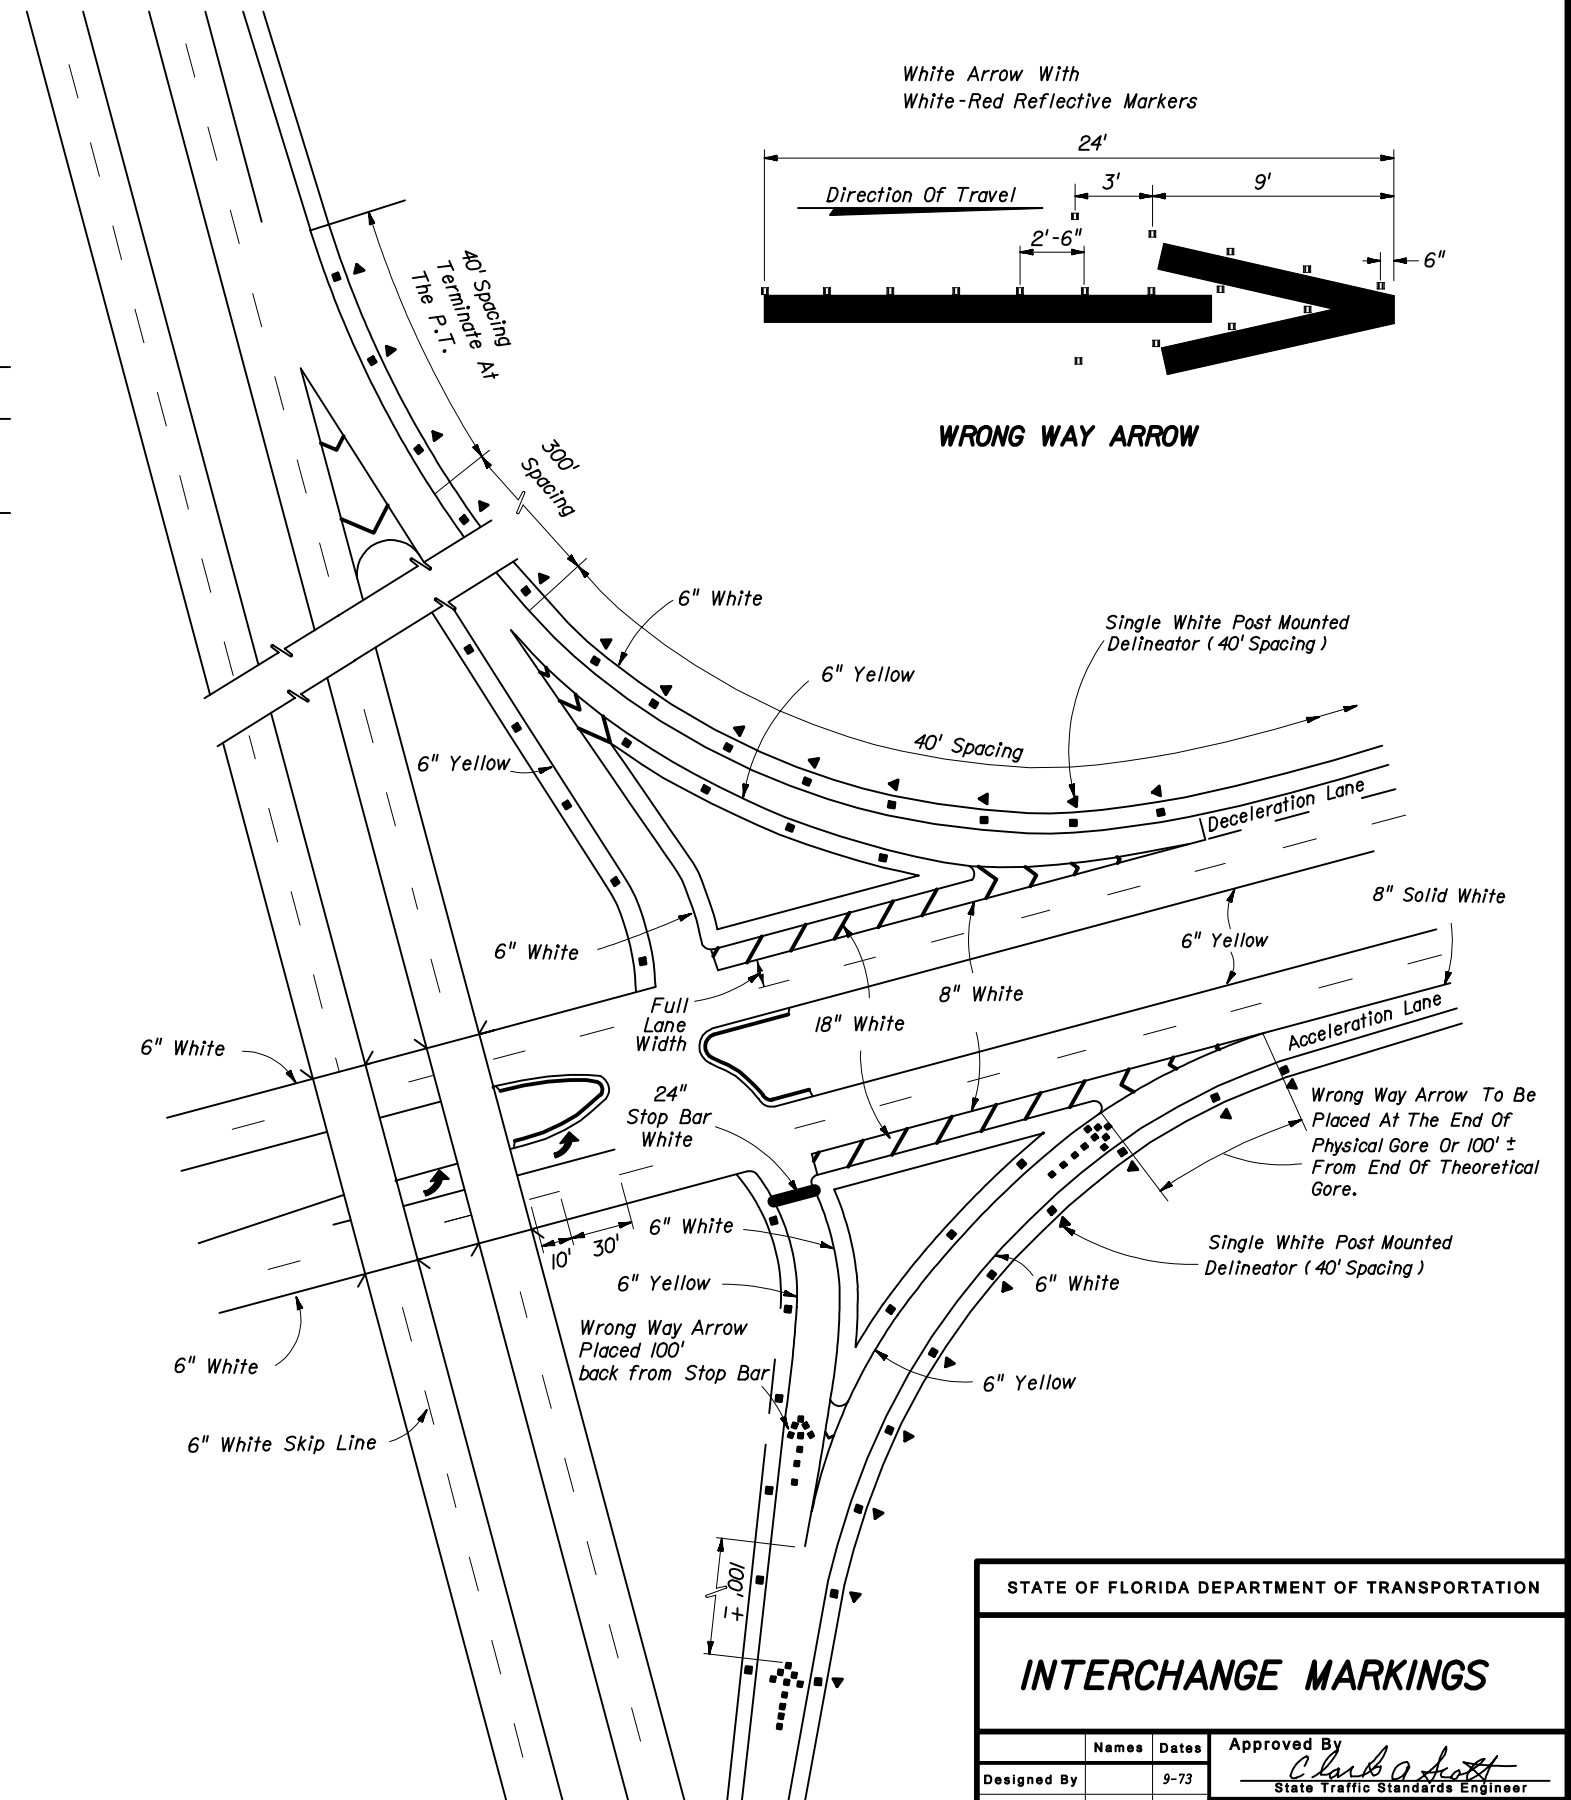 White Arrow With
White-Red Reflective Markers
24'
Direction Of Travel
3'
9'
2'-6"
6"
WRONG WAY ARROW
40' Spacing
Terminate At
The P.T.
300'
Spacing
6" White
6" Yellow
Single White Post Mounted
Delineator (40' Spacing)
40' Spacing
6" Yellow
Deceleration Lane
8" Solid White
6" White
6" Yellow
Full
Lane
Width
8" White
18" White
Acceleration Lane
6" White
24"
Stop Bar
White
Wrong Way Arrow To Be
Placed At The End Of
Physical Gore Or 100' ±
From End Of Theoretical
Gore.
10'
30'
6" White
6" Yellow
Single White Post Mounted
Delineator (40' Spacing)
6" White
Wrong Way Arrow
Placed 100'
back from Stop Bar
6" White
6" Yellow
6" White Skip Line
100' ±
STATE OF FLORIDA DEPARTMENT OF TRANSPORTATION
INTERCHANGE MARKINGS
Names Dates
Approved By
Designed By 9-73
State Traffic Standards Engineer